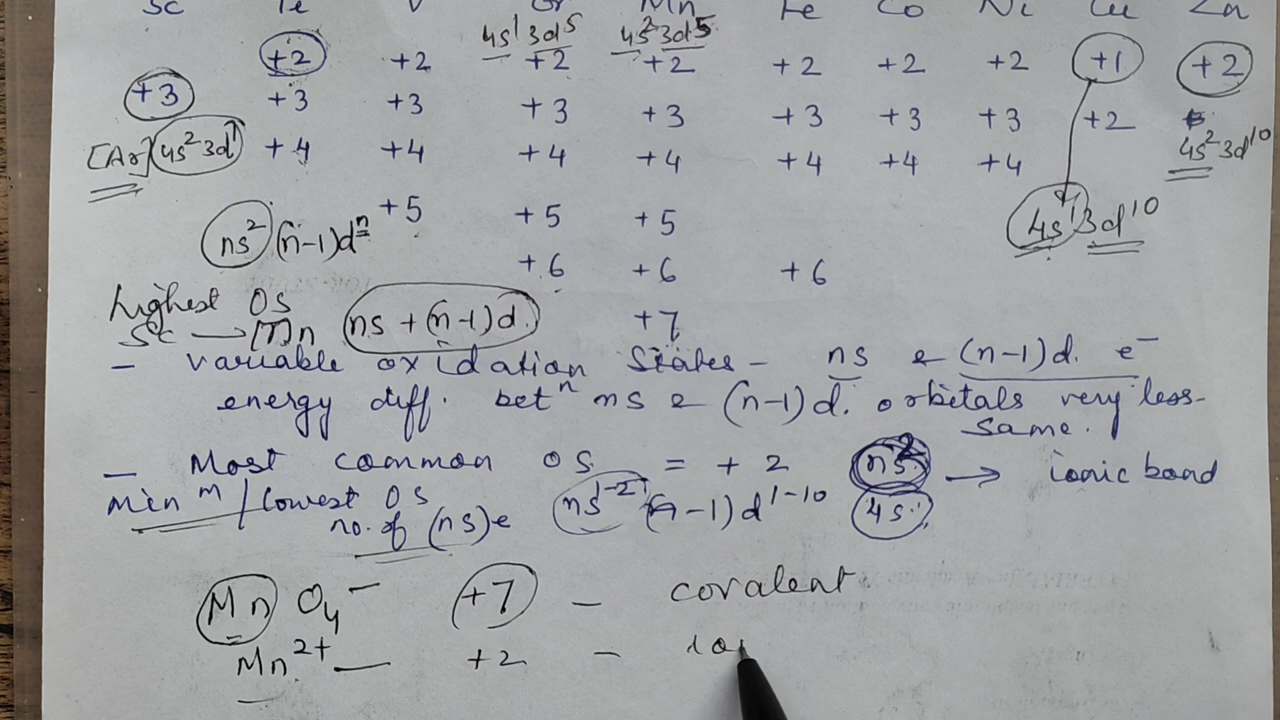 Sc Te V Cr Mn Fe Co Ni Cu Zn
4s¹3d⁵ 4s²3d5
+2 +2 +2 +2 +2 +2 +2 +1 +2
+3 +3 +3 +3 +3 +3 +3 +3 +2
[Ar]4s²3d¹ +4 +4 +4 +4 +4 +4 +4 4s²3d¹⁰
ns² (n-1)dⁿ +5 +5 +5 4s¹3d¹⁰
+6 +6 +6
highest OS
Sc → Mn ns + (n-1)d. +7
- variable oxidation states - ns & (n-1)d. e⁻
energy diff. betⁿ ns & (n-1)d. orbitals very less.
same.
- Most common OS = +2 ns² → ionic bond
minᵐ/lowest OS ns¹⁻² (n-1)d¹⁻¹⁰ 4s.
no. of (ns)e
MnO₄⁻ +7 - covalent
Mn²⁺ - +2 - io